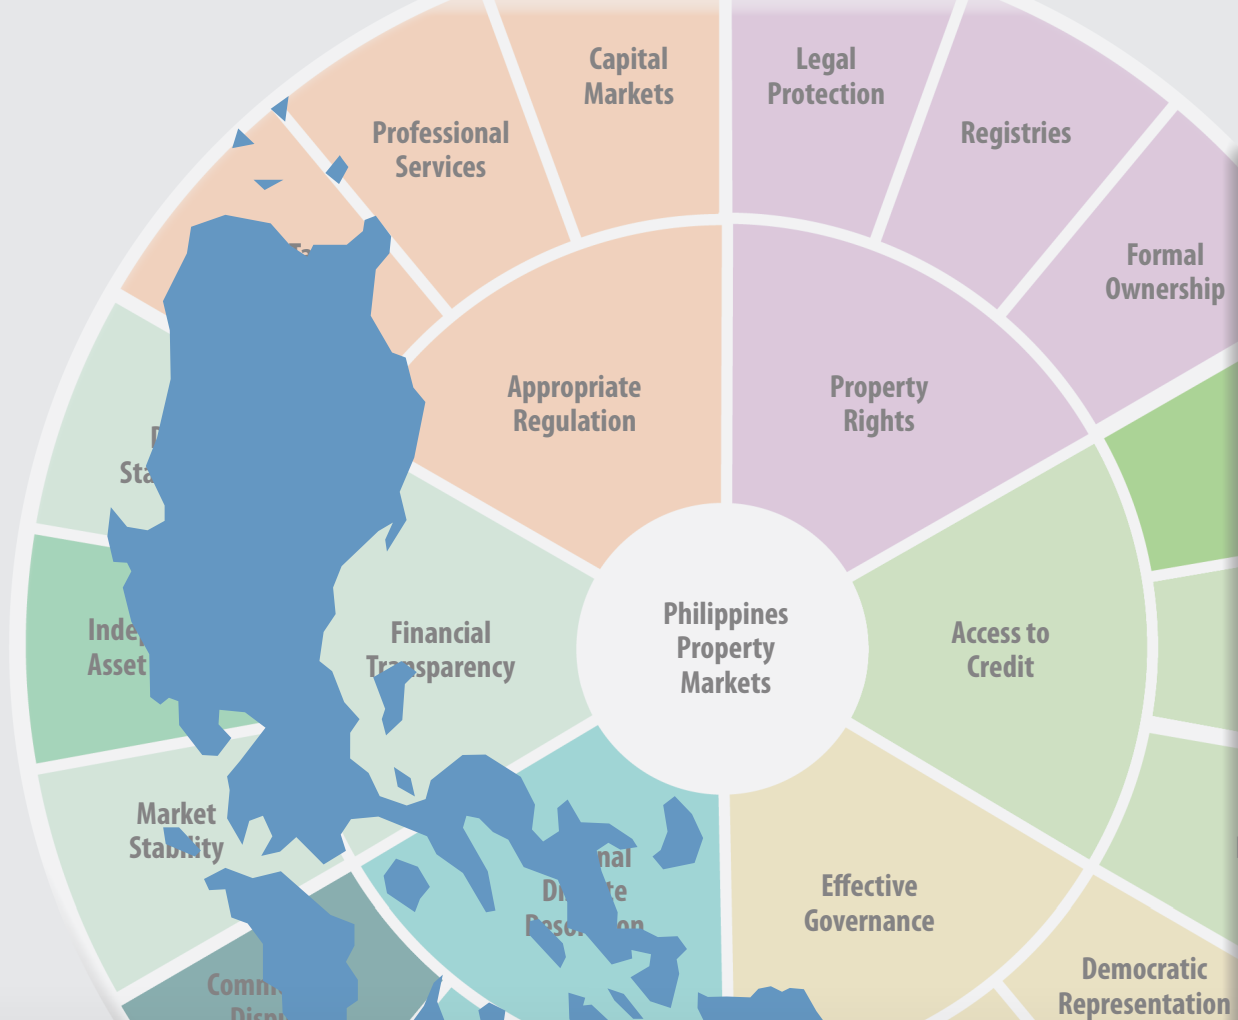 Capital
Markets
Legal
Protection
Professional
Services
Registries
Formal
Ownership
Appropriate
Regulation
Property
Rights
Financial
Transparency
Philippines
Property
Markets
Access to
Credit
Asset
Market
Stability
Effective
Governance
Democratic
Representation